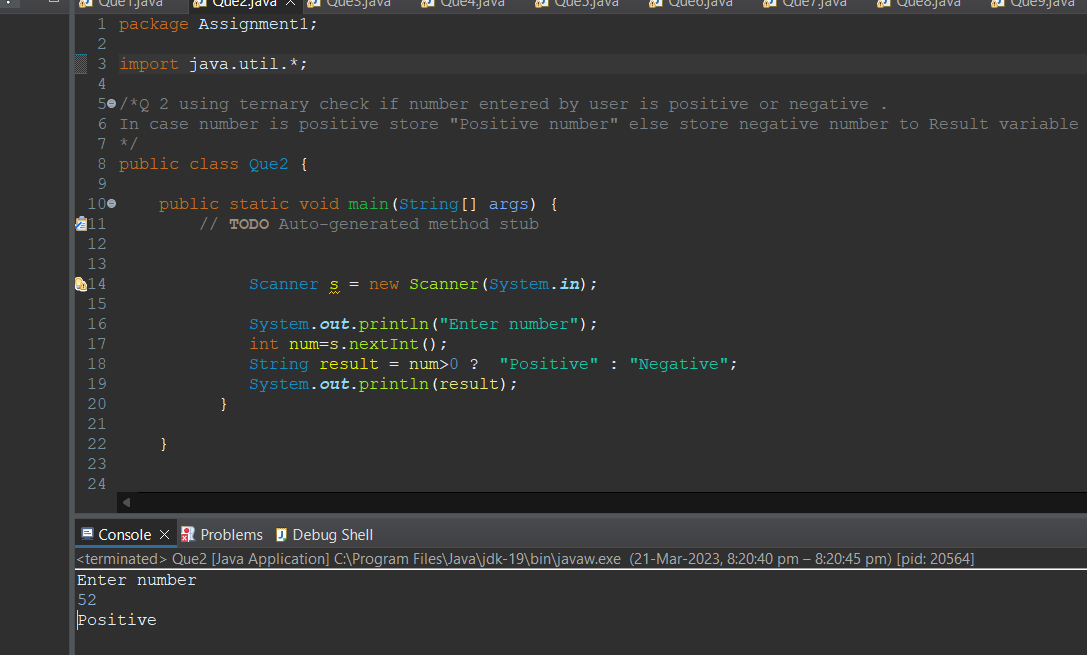 Que1.java Que2.java Que3.java Que4.java Que5.java Que6.java Que7.java Que8.java Que9.java
1 package Assignment1;
2
3 import java.util.*;
4
5 /*Q 2 using ternary check if number entered by user is positive or negative .
6 In case number is positive store "Positive number" else store negative number to Result variable
7 */
8 public class Que2 {
9
10 public static void main(String[] args) {
11 // TODO Auto-generated method stub
12
13
14 Scanner s = new Scanner(System.in);
15
16 System.out.println("Enter number");
17 int num=s.nextInt();
18 String result = num>0 ?  "Positive" : "Negative";
19 System.out.println(result);
20 }
21
22 }
23
24
Console Problems Debug Shell
<terminated> Que2 [Java Application] C:\Program Files\Java\jdk-19\bin\javaw.exe (21-Mar-2023, 8:20:40 pm – 8:20:45 pm) [pid: 20564]
Enter number
52
Positive